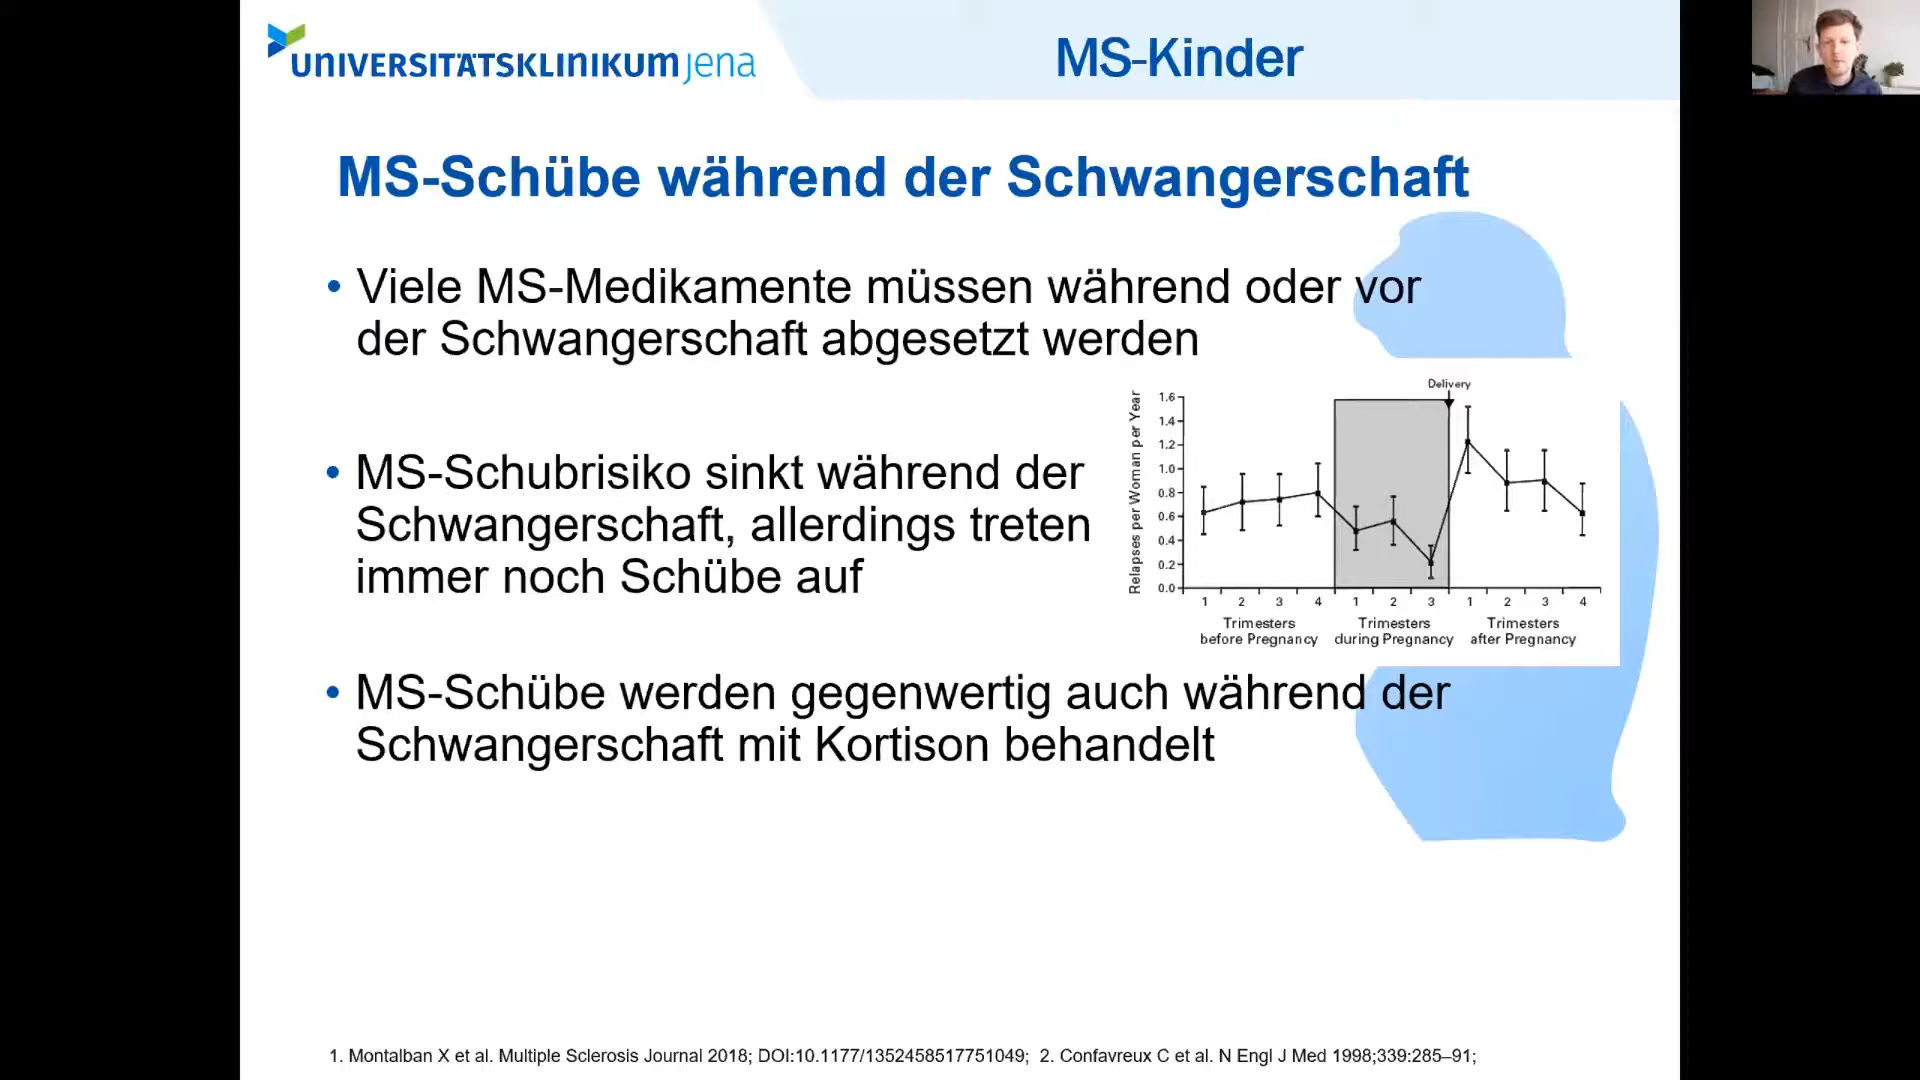 UNIVERSITÄTSKLINIKUM jena
MS-Kinder
MS-Schübe während der Schwangerschaft
• Viele MS-Medikamente müssen während oder vor
der Schwangerschaft abgesetzt werden
• MS-Schubrisiko sinkt während der
Schwangerschaft, allerdings treten
immer noch Schübe auf
Delivery
Relapses per Woman per Year
1.6
1.4
1.2
1.0
0.8
0.6
0.4
0.2
0.0
1 2 3 4 1 2 3 1 2 3 4
Trimesters Trimesters Trimesters
before Pregnancy during Pregnancy after Pregnancy
• MS-Schübe werden gegenwertig auch während der
Schwangerschaft mit Kortison behandelt
1. Montalban X et al. Multiple Sclerosis Journal 2018; DOI:10.1177/1352458517751049; 2. Confavreux C et al. N Engl J Med 1998;339:285–91;